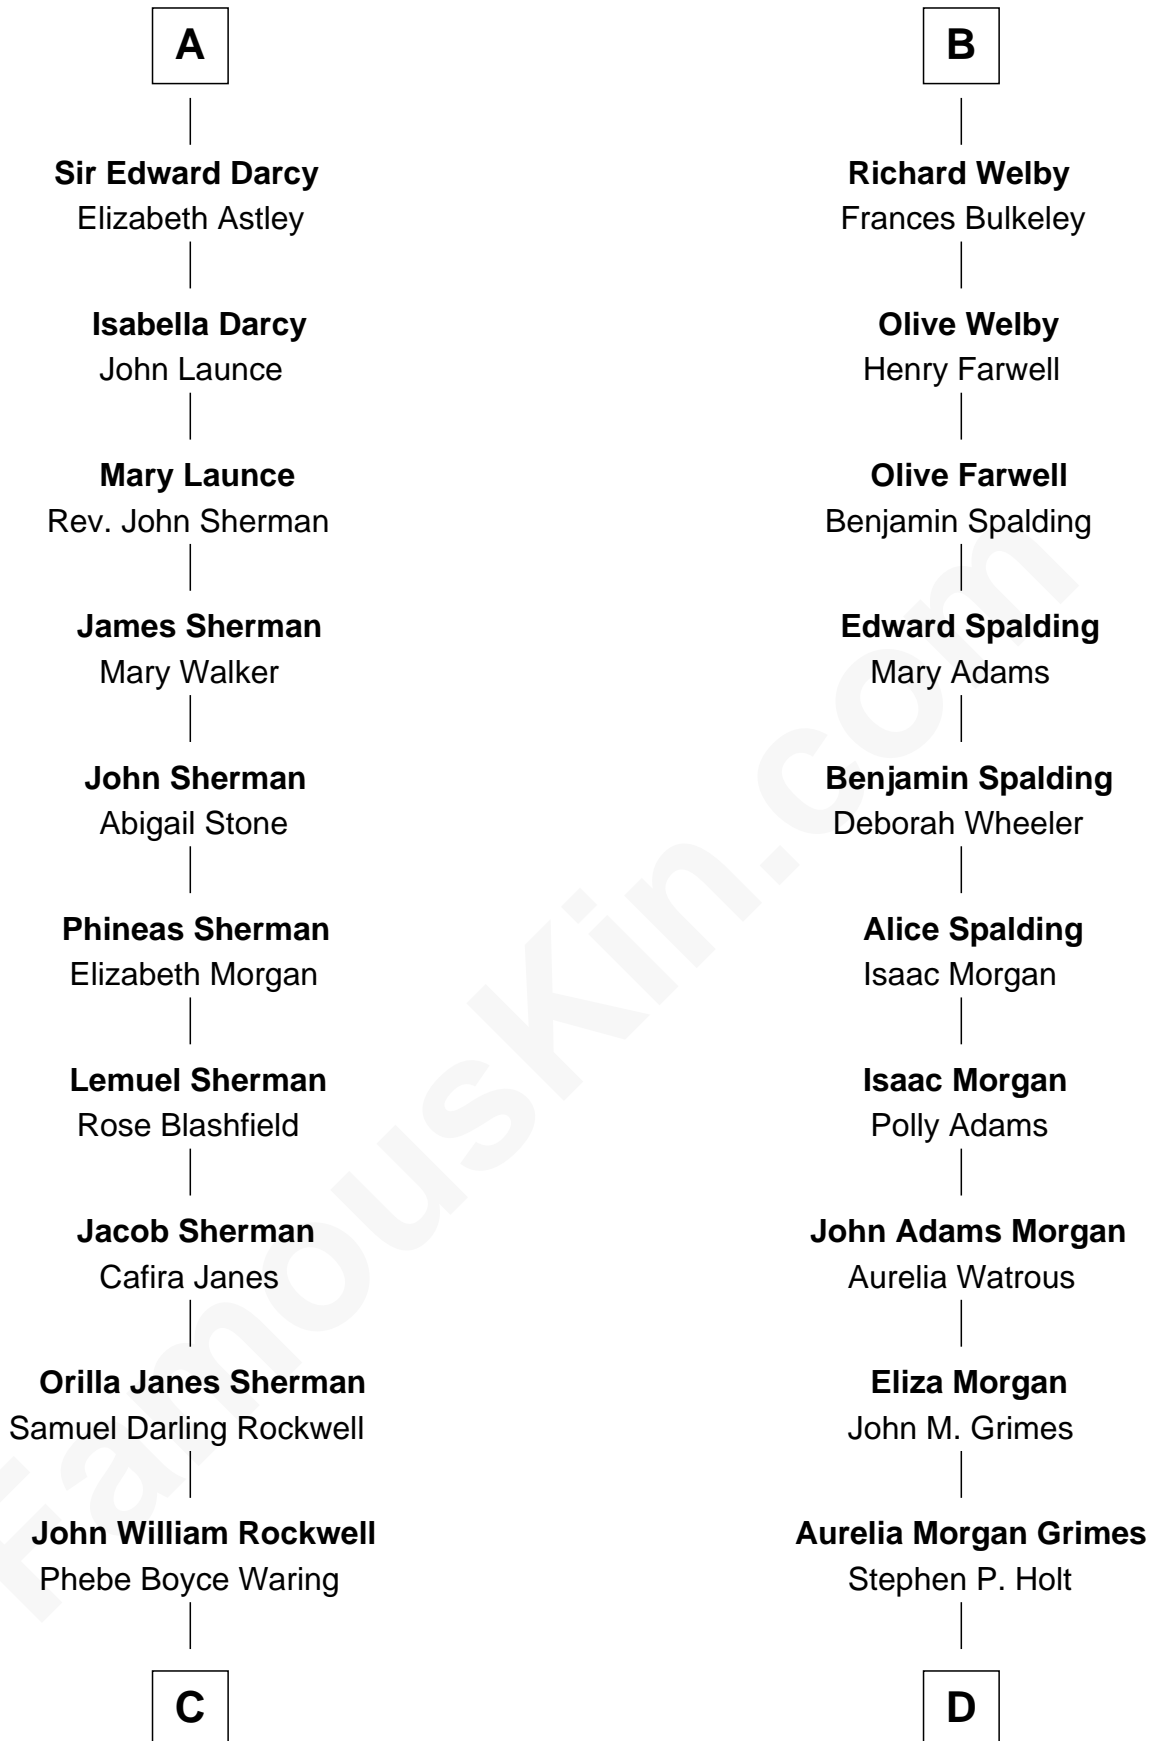 A
Sir Edward Darcy
Elizabeth Astley
Isabella Darcy
John Launce
Mary Launce
Rev. John Sherman
James Sherman
Mary Walker
John Sherman
Abigail Stone
Phineas Sherman
Elizabeth Morgan
Lemuel Sherman
Rose Blashfield
Jacob Sherman
Cafira Janes
Orilla Janes Sherman
Samuel Darling Rockwell
John William Rockwell
Phebe Boyce Waring
C
B
Richard Welby
Frances Bulkeley
Olive Welby
Henry Farwell
Olive Farwell
Benjamin Spalding
Edward Spalding
Mary Adams
Benjamin Spalding
Deborah Wheeler
Alice Spalding
Isaac Morgan
Isaac Morgan
Polly Adams
John Adams Morgan
Aurelia Watrous
Eliza Morgan
John M. Grimes
Aurelia Morgan Grimes
Stephen P. Holt
D
FamousKin.com